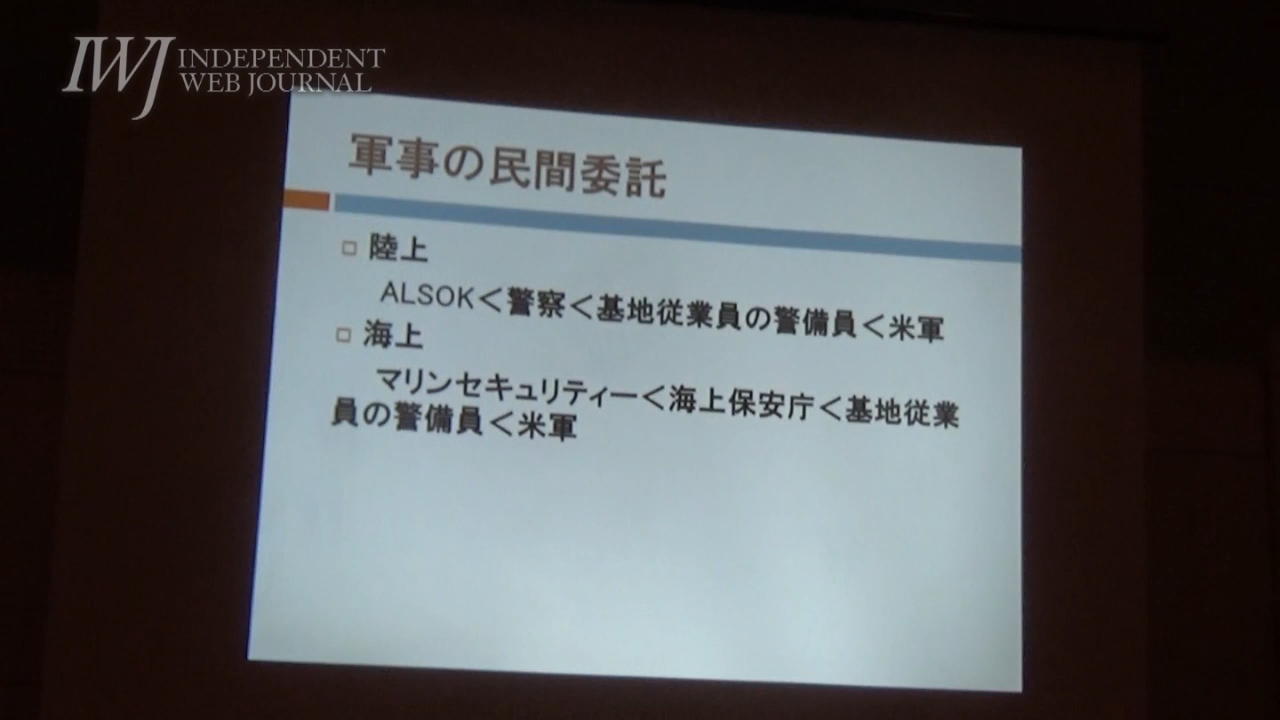 IWJ INDEPENDENT
WEB JOURNAL
軍事の民間委託
陸上
ALSOK＜警察＜基地従業員の警備員＜米軍
海上
マリンセキュリティー＜海上保安庁＜基地従業
員の警備員＜米軍